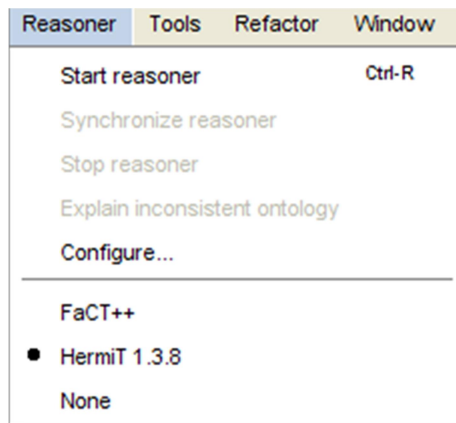 Reasoner Tools Refactor Window
Start reasoner Ctrl-R
Synchronize reasoner
Stop reasoner
Explain inconsistent ontology
Configure...
FaCT++
HermiT 1.3.8
None